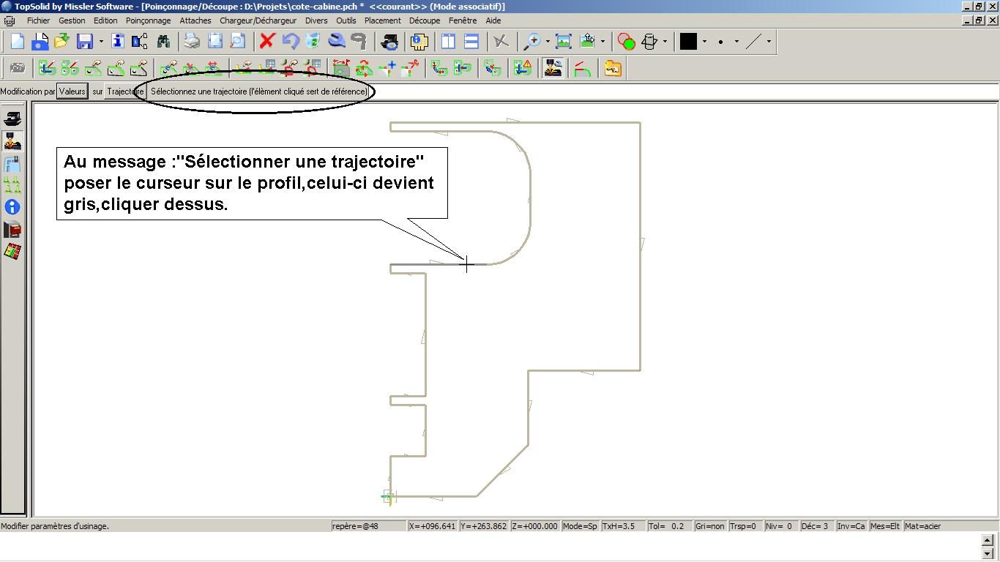 TopSolid by Missler Software - [Poinçonnage/Découpe : D:\Projets\cote-cabine.pch * <<courant>> (Mode associatif)]
Fichier Gestion Edition Poinçonnage Attaches Chargeur/Déchargeur Divers Outils Placement Découpe Fenêtre Aide
Modification par Valeurs sur Trajectoire Sélectionnez une trajectoire (l'élèment cliqué sert de référence)
Au message :"Sélectionner une trajectoire"
poser le curseur sur le profil,celui-ci devient
gris,cliquer dessus.
Modifier paramètres d'usinage. repère=@48 X=+096.641 Y=+263.862 Z=+000.000 Mode=Sp TxH=3.5 Tol= 0.2 Gri=non Trsp=0 Niv= 0 Déc= 3 Inv=Ca Mes=Elt Mat=acier